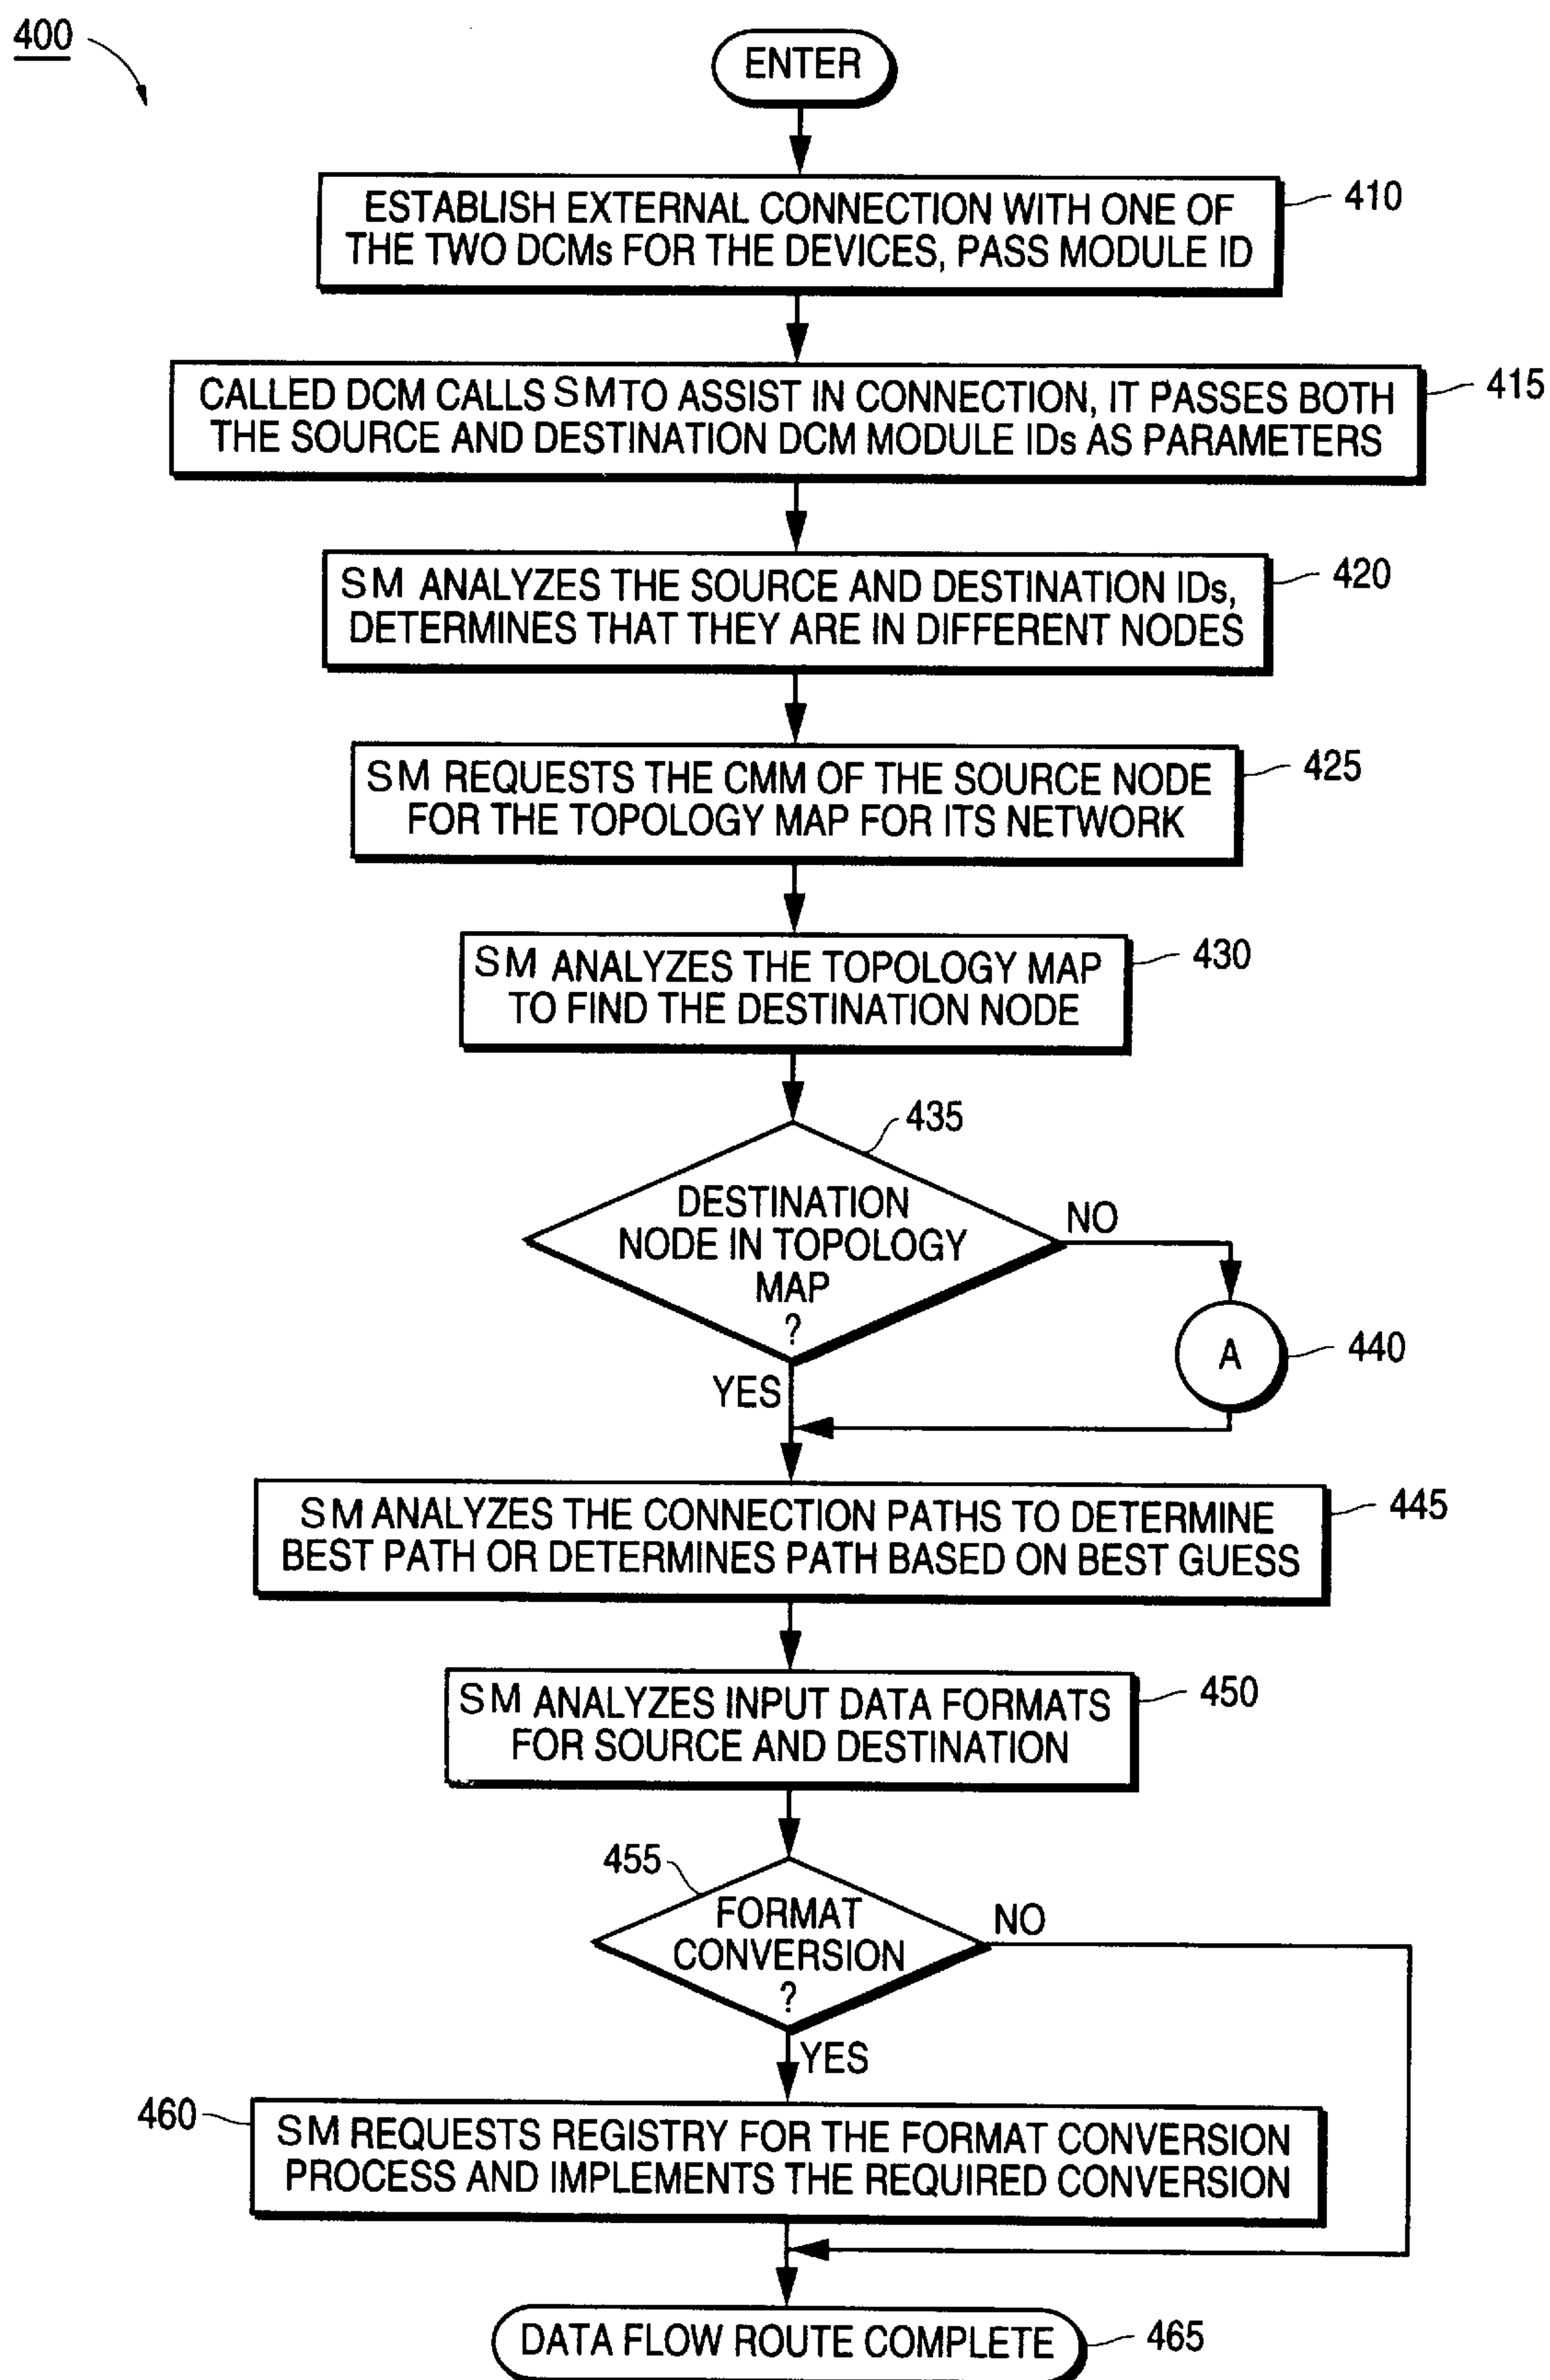 400
ENTER
ESTABLISH EXTERNAL CONNECTION WITH ONE OF
THE TWO DCMs FOR THE DEVICES, PASS MODULE ID
410
CALLED DCM CALLS SM TO ASSIST IN CONNECTION, IT PASSES BOTH
THE SOURCE AND DESTINATION DCM MODULE IDs AS PARAMETERS
415
SM ANALYZES THE SOURCE AND DESTINATION IDs,
DETERMINES THAT THEY ARE IN DIFFERENT NODES
420
SM REQUESTS THE CMM OF THE SOURCE NODE
FOR THE TOPOLOGY MAP FOR ITS NETWORK
425
SM ANALYZES THE TOPOLOGY MAP
TO FIND THE DESTINATION NODE
430
435
DESTINATION
NODE IN TOPOLOGY
MAP
?
NO
A
440
YES
SM ANALYZES THE CONNECTION PATHS TO DETERMINE
BEST PATH OR DETERMINES PATH BASED ON BEST GUESS
445
SM ANALYZES INPUT DATA FORMATS
FOR SOURCE AND DESTINATION
450
455
FORMAT
CONVERSION
?
NO
YES
460
SM REQUESTS REGISTRY FOR THE FORMAT CONVERSION
PROCESS AND IMPLEMENTS THE REQUIRED CONVERSION
DATA FLOW ROUTE COMPLETE
465